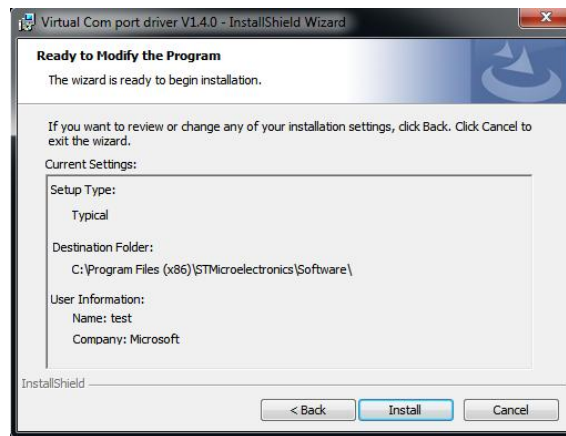 Virtual Com port driver V1.4.0 - InstallShield Wizard
Ready to Modify the Program
The wizard is ready to begin installation.
If you want to review or change any of your installation settings, click Back. Click Cancel to
exit the wizard.
Current Settings:
Setup Type:
Typical
Destination Folder:
C:\Program Files (x86)\STMicroelectronics\Software\
User Information:
Name: test
Company: Microsoft
InstallShield
< Back Install Cancel